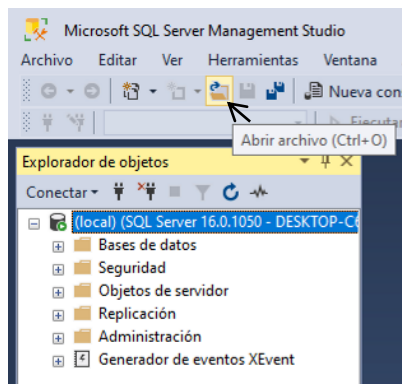 Microsoft SQL Server Management Studio
Archivo Editar Ver Herramientas Ventana
Nueva con
Ejecutar
Abrir archivo (Ctrl+O)
Explorador de objetos
Conectar
(local) (SQL Server 16.0.1050 - DESKTOP-C6
Bases de datos
Seguridad
Objetos de servidor
Replicación
Administración
Generador de eventos XEvent